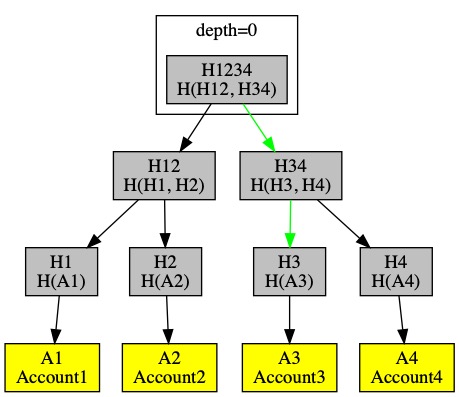 depth=0
H1234
H(H12, H34)
H12
H(H1, H2)
H34
H(H3, H4)
H1
H(A1)
H2
H(A2)
H3
H(A3)
H4
H(A4)
A1
Account1
A2
Account2
A3
Account3
A4
Account4